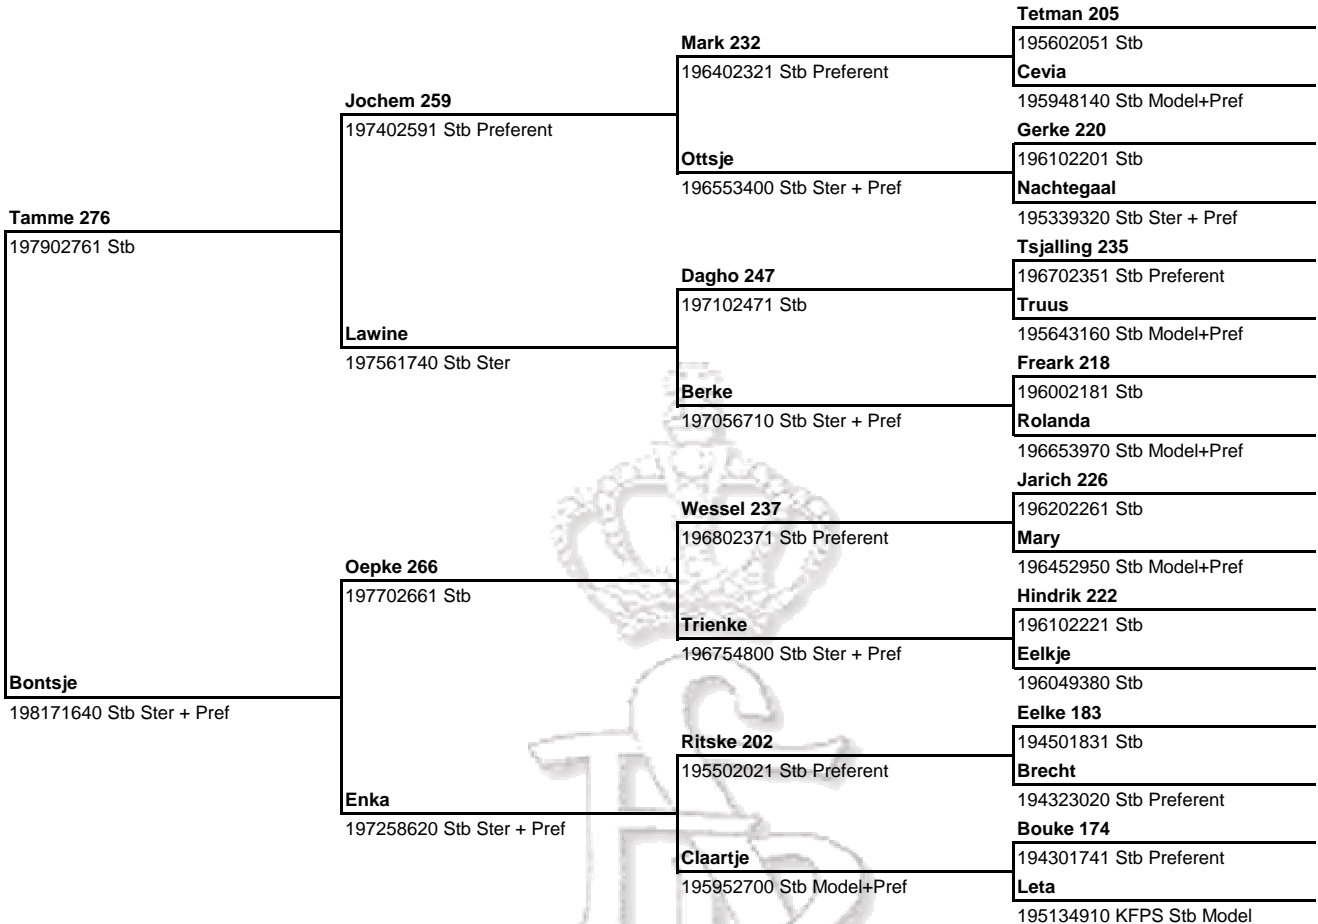 Tetman 205
Mark 232
195602051 Stb
196402321 Stb Preferent
Cevia
Jochem 259
195948140 Stb Model+Pref
197402591 Stb Preferent
Gerke 220
Ottsje
196102201 Stb
196553400 Stb Ster + Pref
Nachtegaal
Tamme 276
195339320 Stb Ster + Pref
197902761 Stb
Tsjalling 235
Dagho 247
196702351 Stb Preferent
197102471 Stb
Truus
Lawine
195643160 Stb Model+Pref
197561740 Stb Ster
Freark 218
Berke
196002181 Stb
197056710 Stb Ster + Pref
Rolanda
196653970 Stb Model+Pref
Jarich 226
Wessel 237
196202261 Stb
196802371 Stb Preferent
Mary
Oepke 266
196452950 Stb Model+Pref
197702661 Stb
Hindrik 222
Trienke
196102221 Stb
196754800 Stb Ster + Pref
Eelkje
Bontsje
196049380 Stb
198171640 Stb Ster + Pref
Eelke 183
Ritske 202
194501831 Stb
195502021 Stb Preferent
Brecht
Enka
194323020 Stb Preferent
197258620 Stb Ster + Pref
Bouke 174
Claartje
194301741 Stb Preferent
195952700 Stb Model+Pref
Leta
195134910 KFPS Stb Model